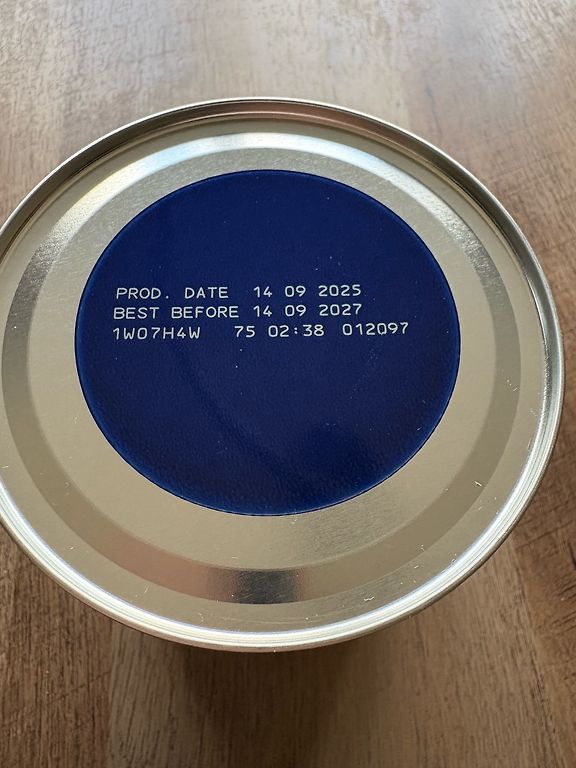 PROD. DATE 14 09 2025
BEST BEFORE 14 09 2027
1W07H4W 75 02:38 012097